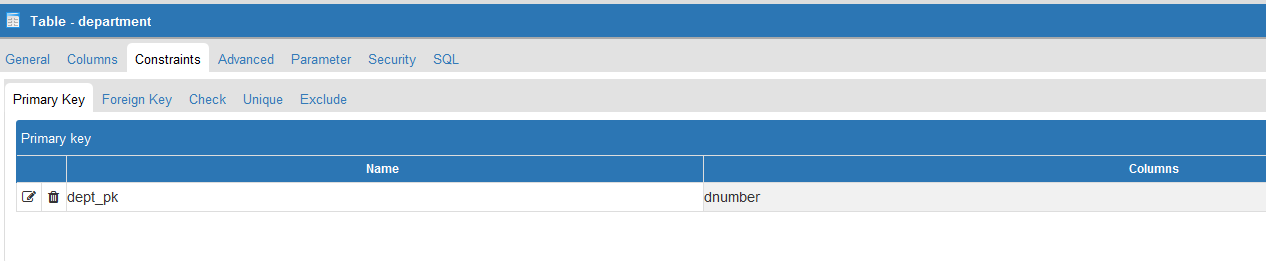 Table - department
General Columns Constraints Advanced Parameter Security SQL
Primary Key Foreign Key Check Unique Exclude
Primary key
Name Columns
dept_pk dnumber